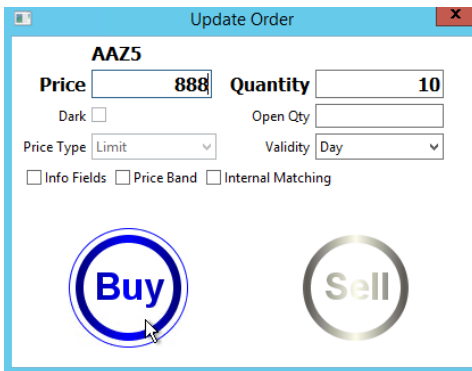 Update Order
x
AAZ5
Price 888 Quantity 10
Dark Open Qty
Price Type Limit Validity Day
Info Fields Price Band Internal Matching
Buy Sell